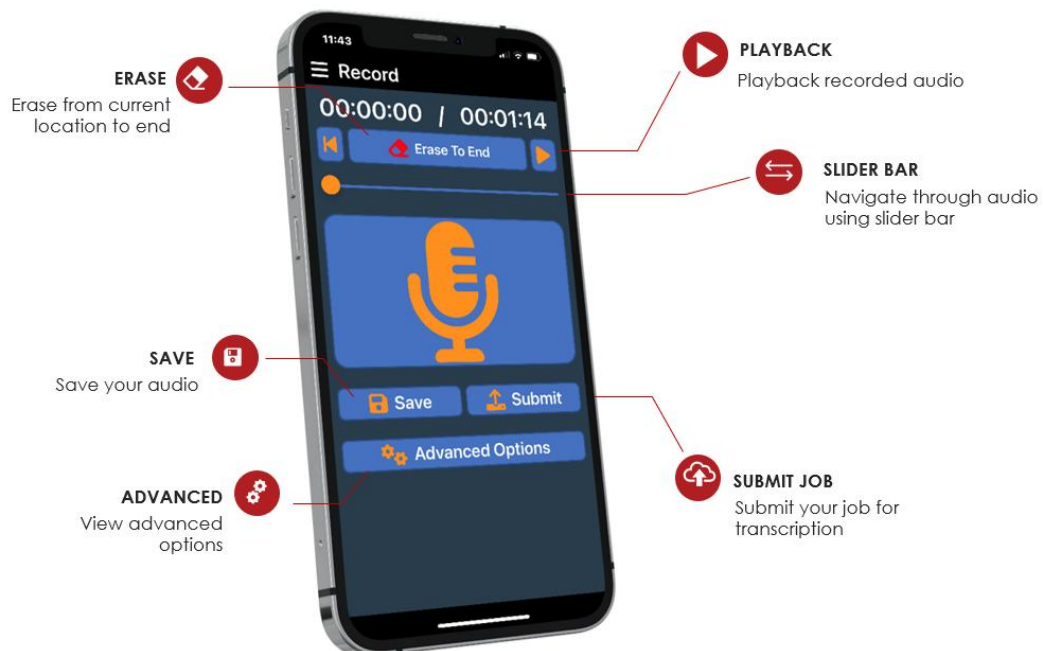 11:43
Record
00:00:00 / 00:01:14
Erase To End
Save
Submit
Advanced Options
ERASE
Erase from current
location to end
SAVE
Save your audio
ADVANCED
View advanced
options
PLAYBACK
Playback recorded audio
SLIDER BAR
Navigate through audio
using slider bar
SUBMIT JOB
Submit your job for
transcription